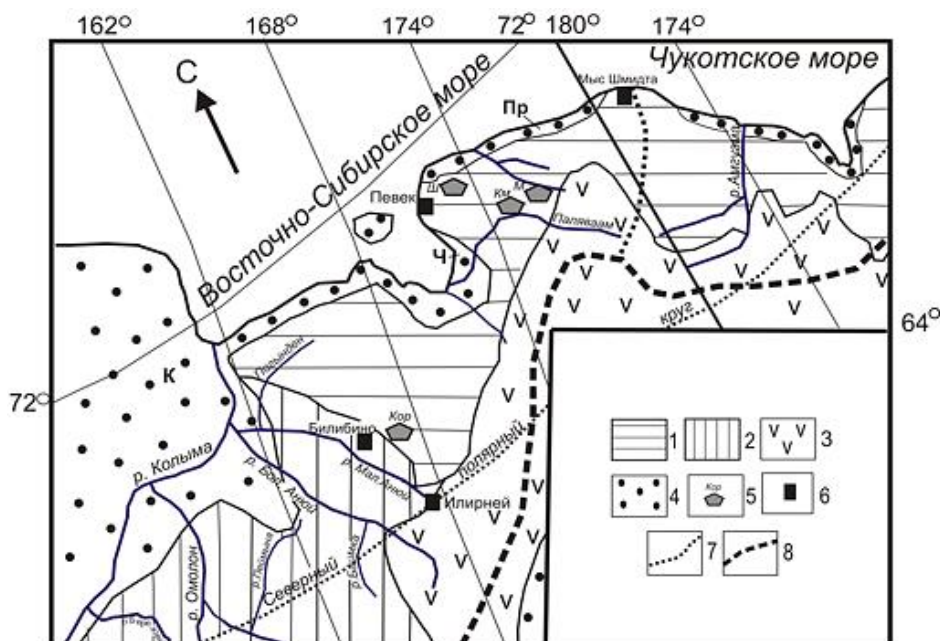 162° 168° 174° 72° 180° 174°
Чукотское море
С
Мыс Шмидта
Пр
Восточно-Сибирское море
р.Амгуэма
Ш
Певек
Км
М
Паляваам
Ч
круг
64°
К
72°
Кор
Билибино
полярный
р. Колыма
р. Мал.Анюй
р. Бол. Анюй
Илирней
Северный
р. Омолон
1 2 3
Кор
4 5 6
7 8